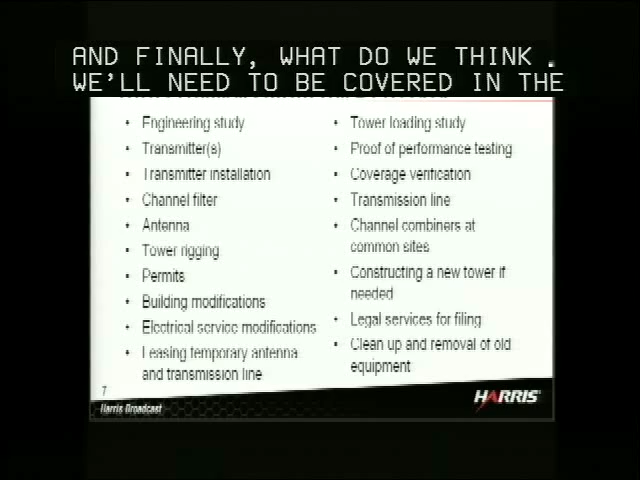 AND FINALLY, WHAT DO WE THINK .
WE'LL NEED TO BE COVERED IN THE
• Engineering study
• Transmitter(s)
• Transmitter installation
• Channel filter
• Antenna
• Tower rigging
• Permits
• Building modifications
• Electrical service modifications
• Leasing temporary antenna
and transmission line
• Tower loading study
• Proof of performance testing
• Coverage verification
• Transmission line
• Channel combiners at
common sites
• Constructing a new tower if
needed
• Legal services for filing
• Clean up and removal of old
equipment
7
Harris Broadcast
HARRIS